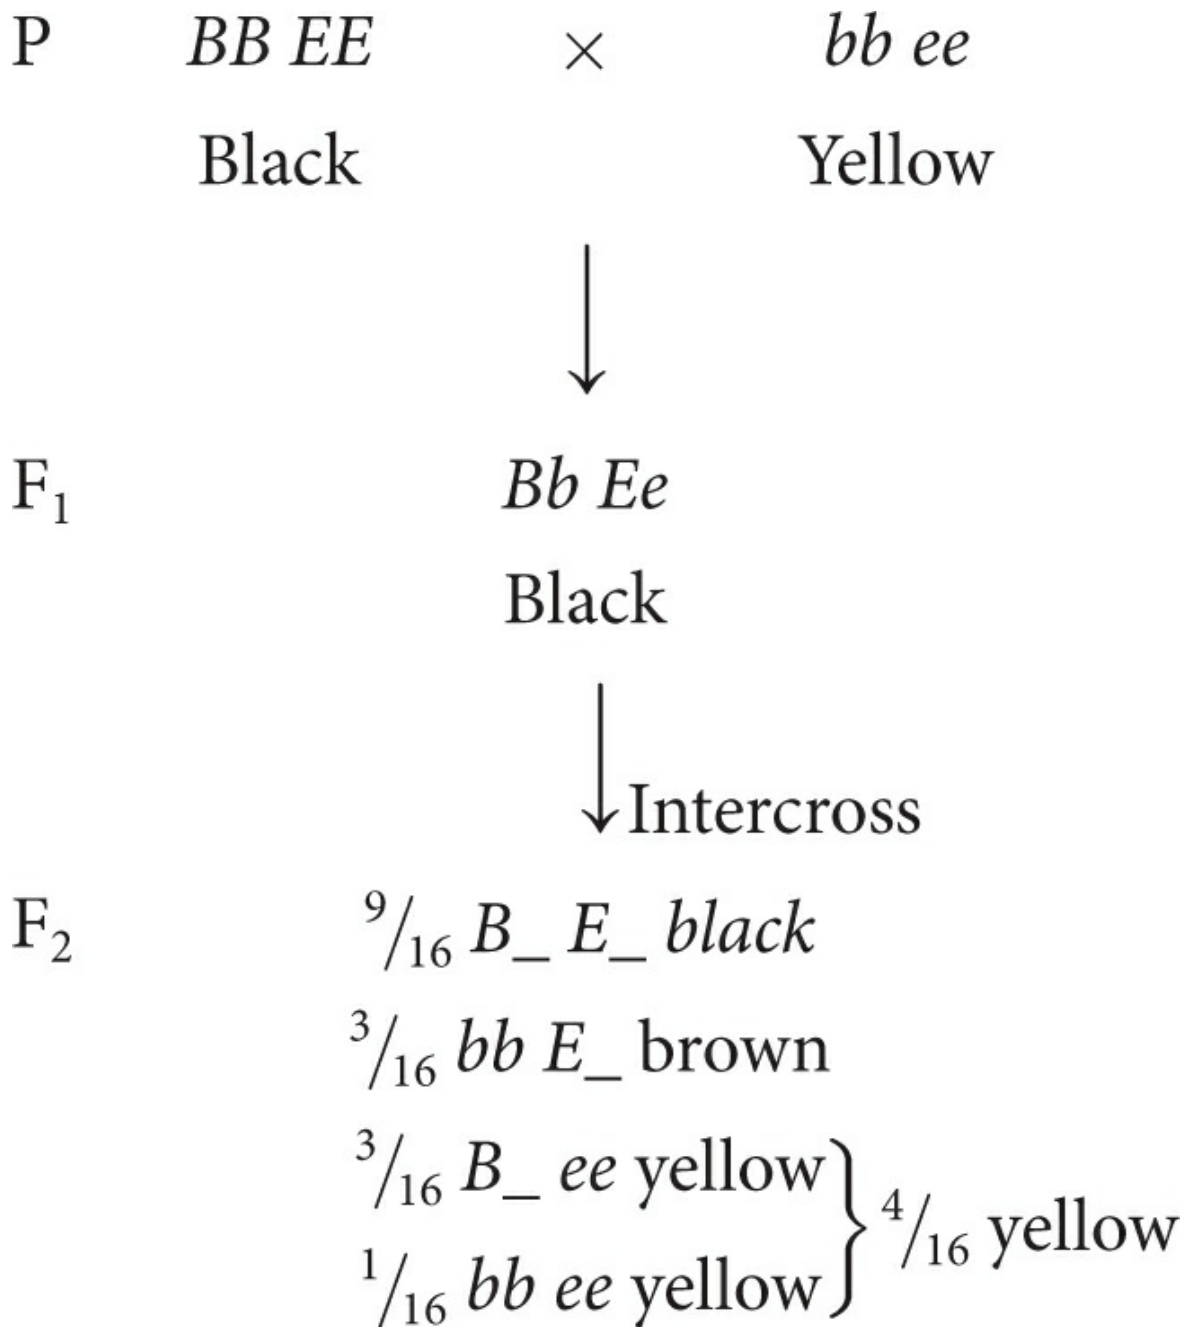 P BB EE × bb ee
Black Yellow
F₁ Bb Ee
Black
Intercross
F₂ ⁹/₁₆ B_ E_ black
³/₁₆ bb E_ brown
³/₁₆ B_ ee yellow
⁴/₁₆ yellow
¹/₁₆ bb ee yellow